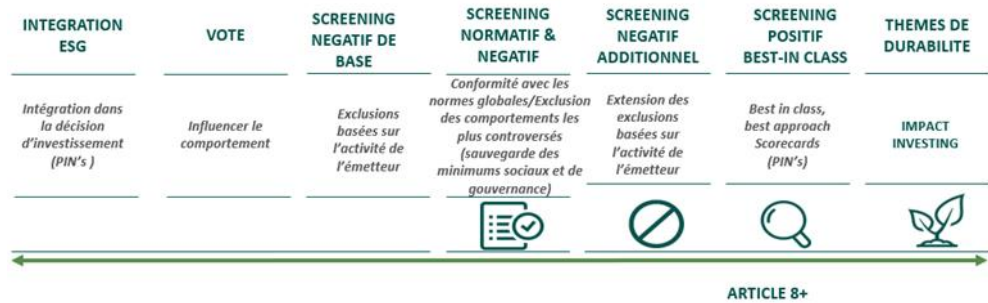 INTEGRATION
ESG
VOTE
SCREENING
NEGATIF DE
BASE
SCREENING
NORMATIF &
NEGATIF
SCREENING
NEGATIF
ADDITIONNEL
SCREENING
POSITIF
BEST-IN CLASS
THEMES DE
DURABILITE
Intégration dans
la décision
d'investissement
(PIN's )
Influencer le
comportement
Exclusions
basées sur
l'activité de
l'émetteur
Conformité avec les
normes globales/Exclusion
des comportements les
plus controversés
(sauvegarde des
minimums sociaux et de
gouvernance)
Extension des
exclusions
basées sur
l'activité de
l'émetteur
Best in class,
best approach
Scorecards
(PIN's)
IMPACT
INVESTING
ARTICLE 8+